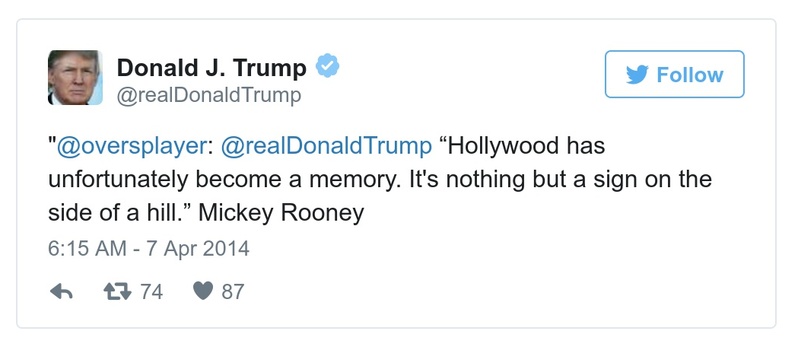 Donald J. Trump
@realDonaldTrump
Follow
"@oversplayer: @realDonaldTrump “Hollywood has
unfortunately become a memory. It's nothing but a sign on the
side of a hill.” Mickey Rooney
6:15 AM - 7 Apr 2014
74 87